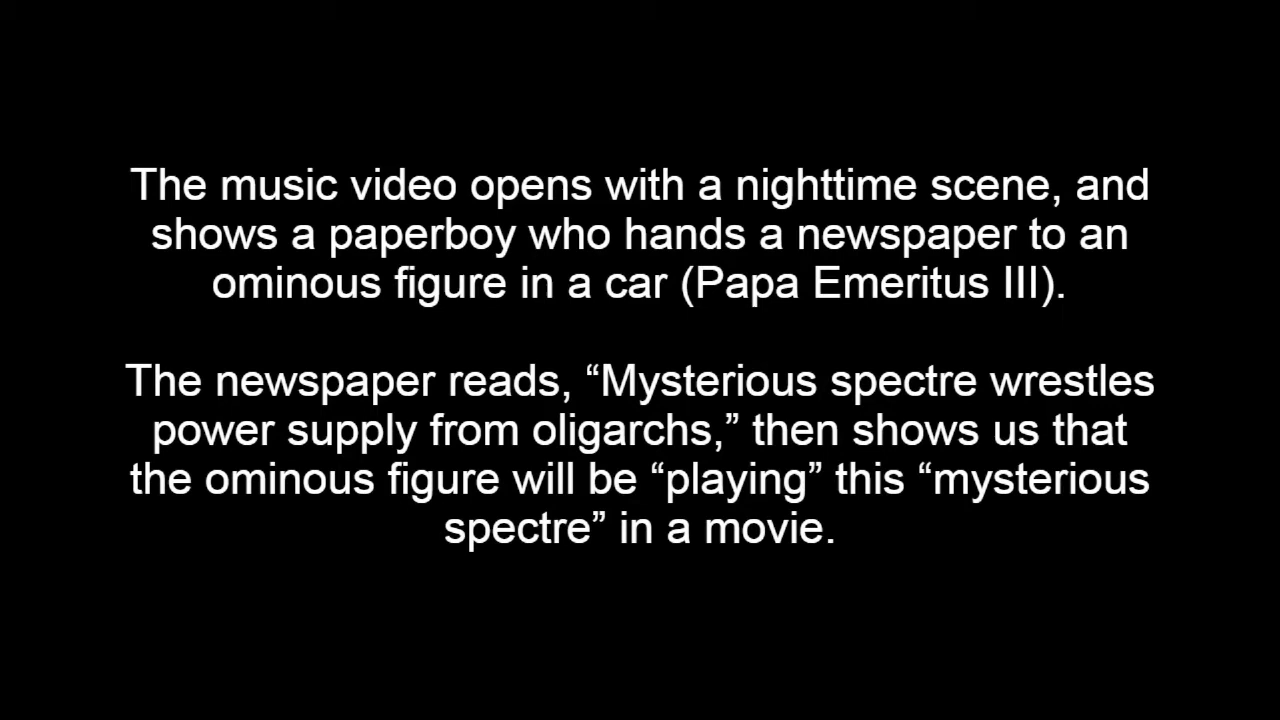 The music video opens with a nighttime scene, and
shows a paperboy who hands a newspaper to an
ominous figure in a car (Papa Emeritus III).
The newspaper reads, “Mysterious spectre wrestles
power supply from oligarchs,” then shows us that
the ominous figure will be “playing” this “mysterious
spectre” in a movie.